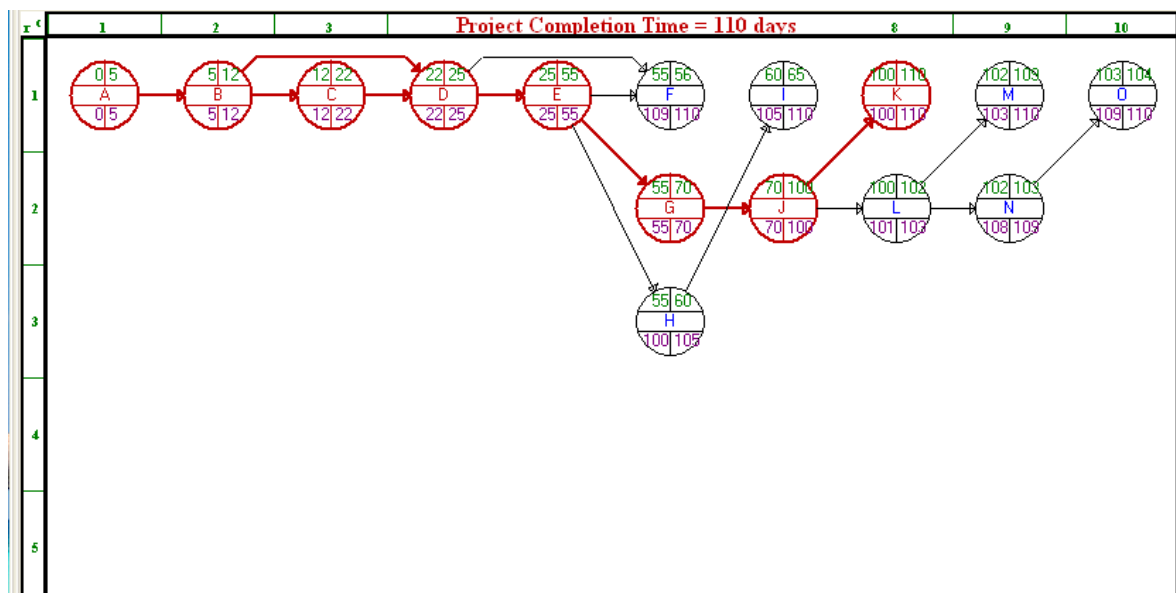 r c 1 2 3 Project Completion Time = 110 days 8 9 10
1
0 5 5 12 12 22 22 25 25 55 55 56 60 65 100 110 102 109 103 104
A B C D E F I K M O
0 5 5 12 12 22 22 25 25 55 109 110 105 110 100 110 103 110 109 110
2
55 70 70 100 100 102 102 103
G J L N
55 70 70 100 101 103 108 109
3
55 60
H
100 105
4
5